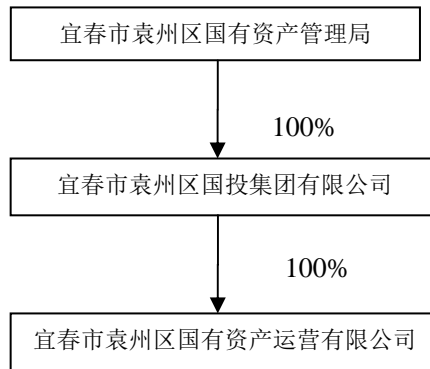 宜春市袁州区国有资产管理局
100%
宜春市袁州区国投集团有限公司
100%
宜春市袁州区国有资产运营有限公司